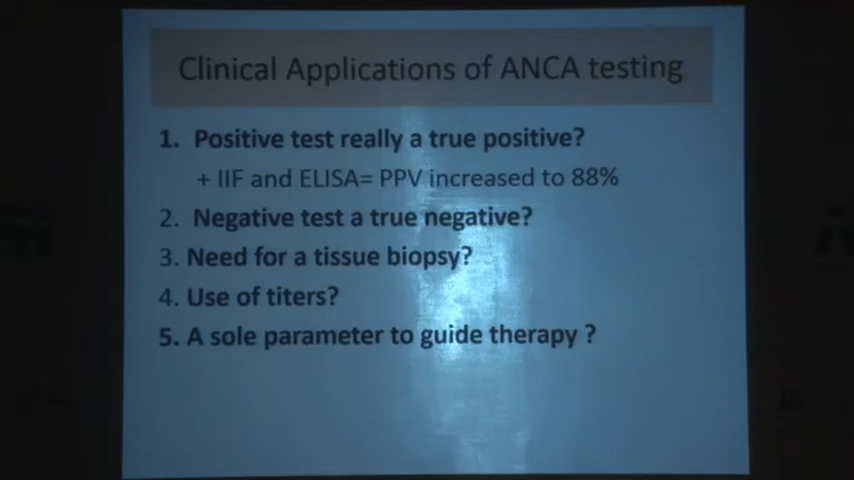 Clinical Applications of ANCA testing
1. Positive test really a true positive?
+ IIF and ELISA= PPV increased to 88%
2. Negative test a true negative?
3. Need for a tissue biopsy?
4. Use of titers?
5. A sole parameter to guide therapy ?